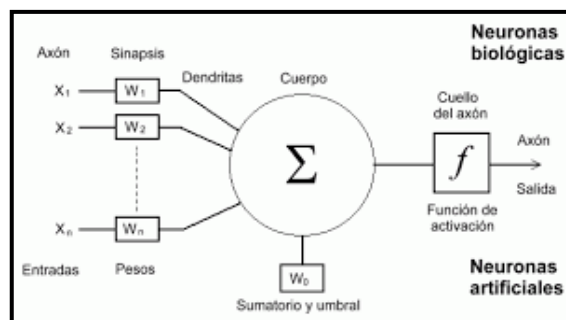 Neuronas
biológicas
Axón
Sinapsis
Dendritas
Cuerpo
Cuello
del axón
X1
W1
X2
W2
Σ
f
Axón
Salida
Xn
Wn
Función de
activación
Entradas
Pesos
W0
Sumatorio y umbral
Neuronas
artificiales